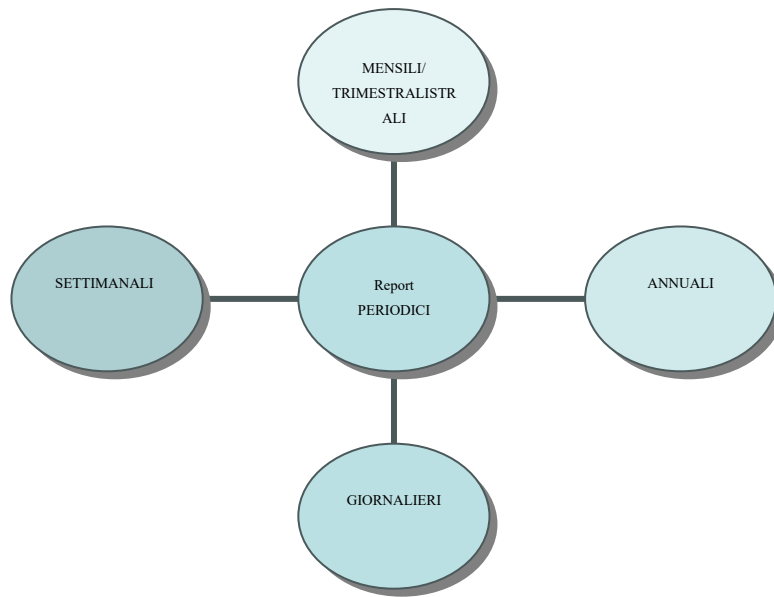 MENSILI/
TRIMESTRALISTR
ALI
SETTIMANALI
Report
PERIODICI
ANNUALI
GIORNALIERI